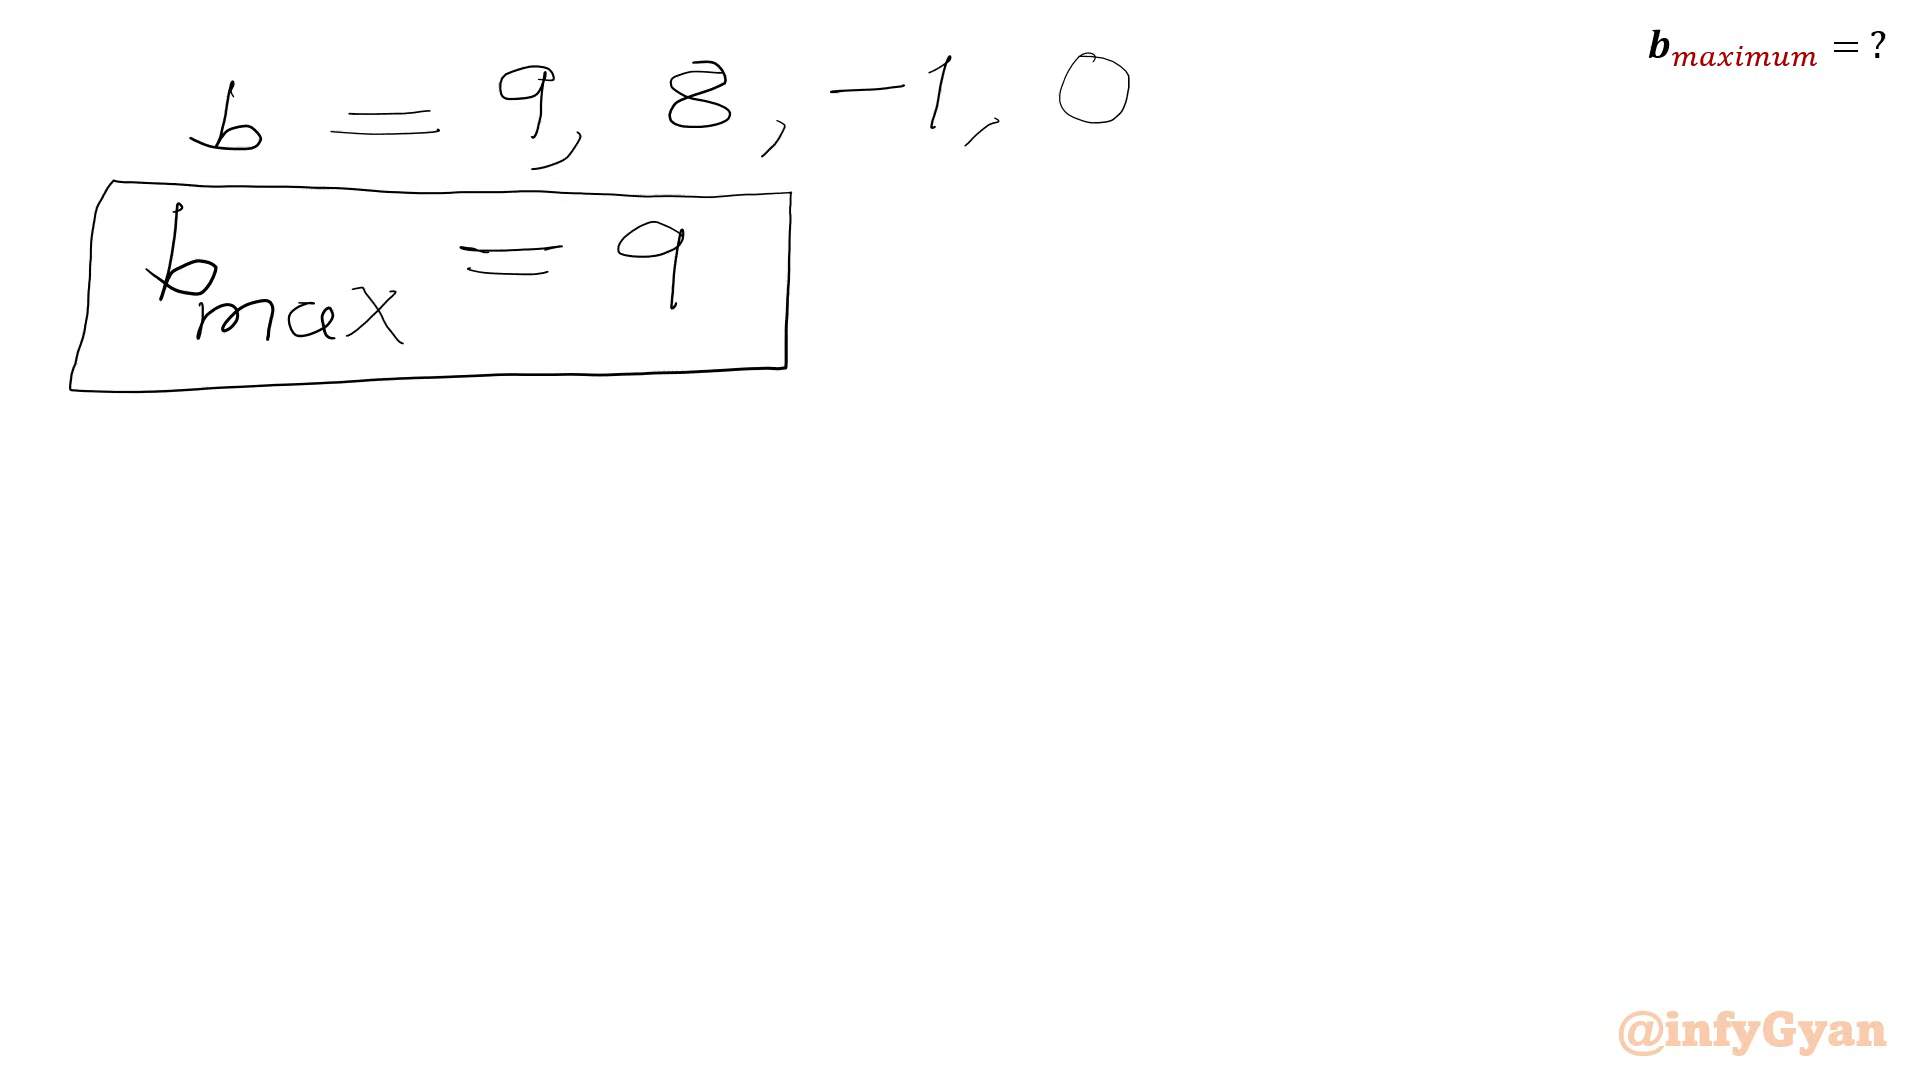 b_maximum = ?
b = 9, 8, -1, 0
b_max = 9
@infyGyan